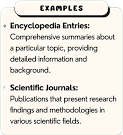 EXAMPLES
Encyclopedia Entries:
Comprehensive summaries about
a particular topic, providing
detailed information and
background.
Scientific Journals:
Publications that present research
findings and methodologies in
various scientific fields.